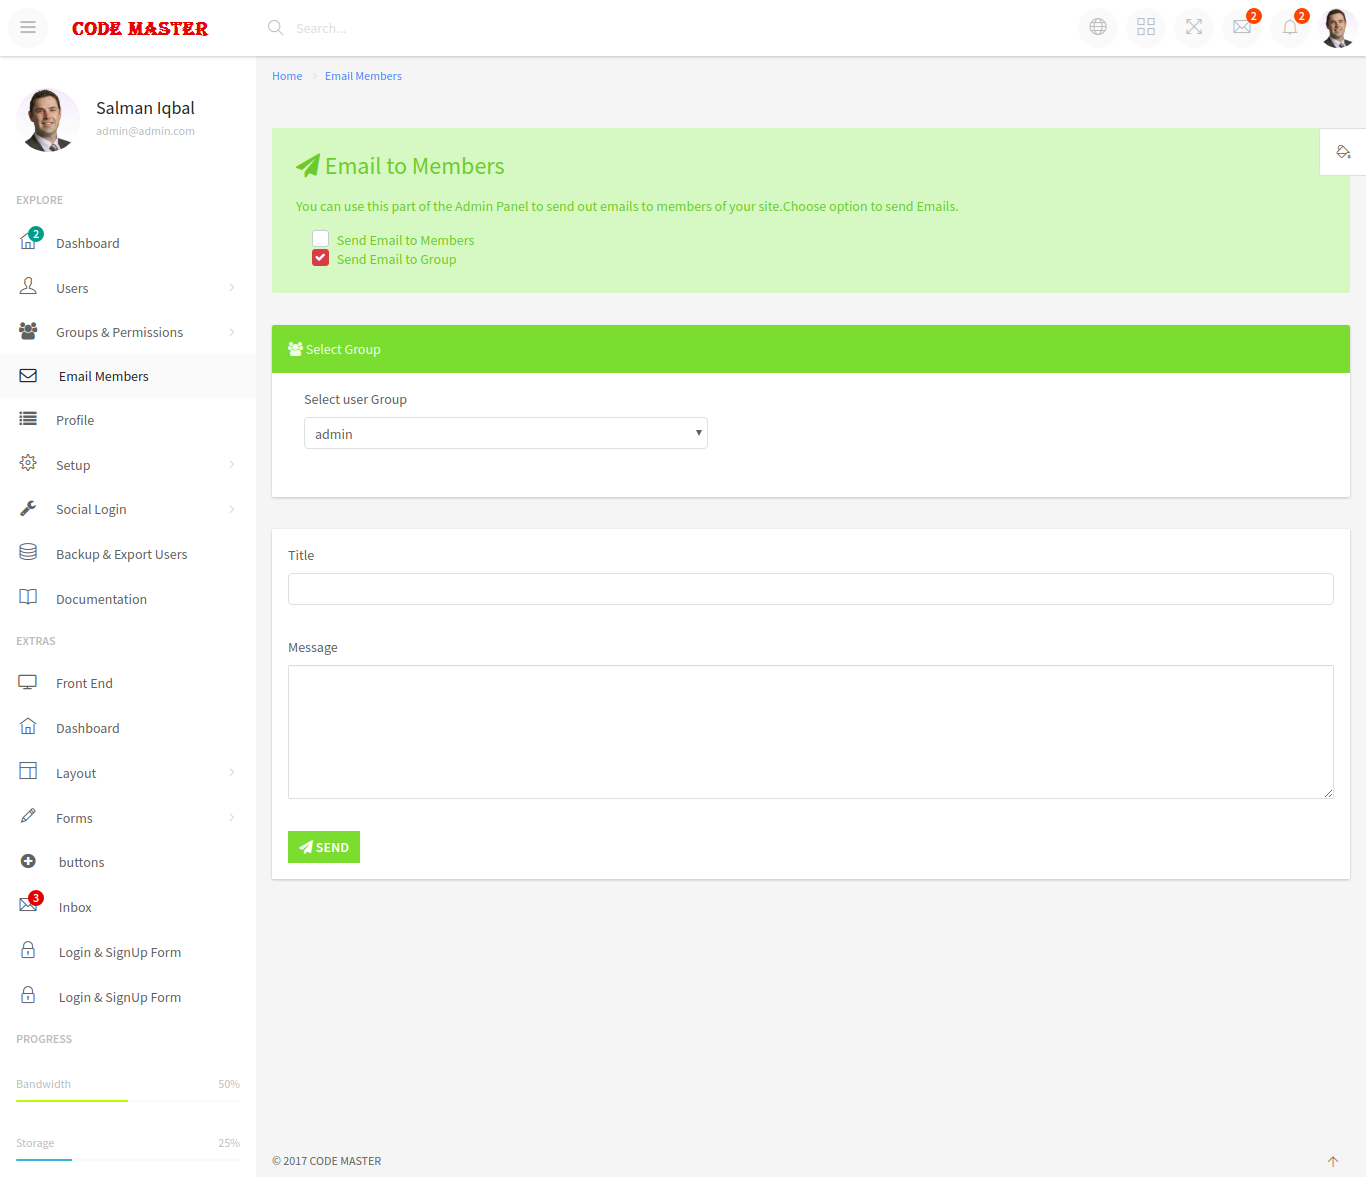 CODE MASTER
Search...
2
2
Salman Iqbal
admin@admin.com
EXPLORE
2
Dashboard
Users
Groups & Permissions
Email Members
Profile
Setup
Social Login
Backup & Export Users
Documentation
EXTRAS
Front End
Dashboard
Layout
Forms
buttons
3
Inbox
Login & SignUp Form
Login & SignUp Form
PROGRESS
Bandwidth 50%
Storage 25%
Home Email Members
Email to Members
You can use this part of the Admin Panel to send out emails to members of your site.Choose option to send Emails.
Send Email to Members
Send Email to Group
Select Group
Select user Group
admin
Title
Message
SEND
© 2017 CODE MASTER